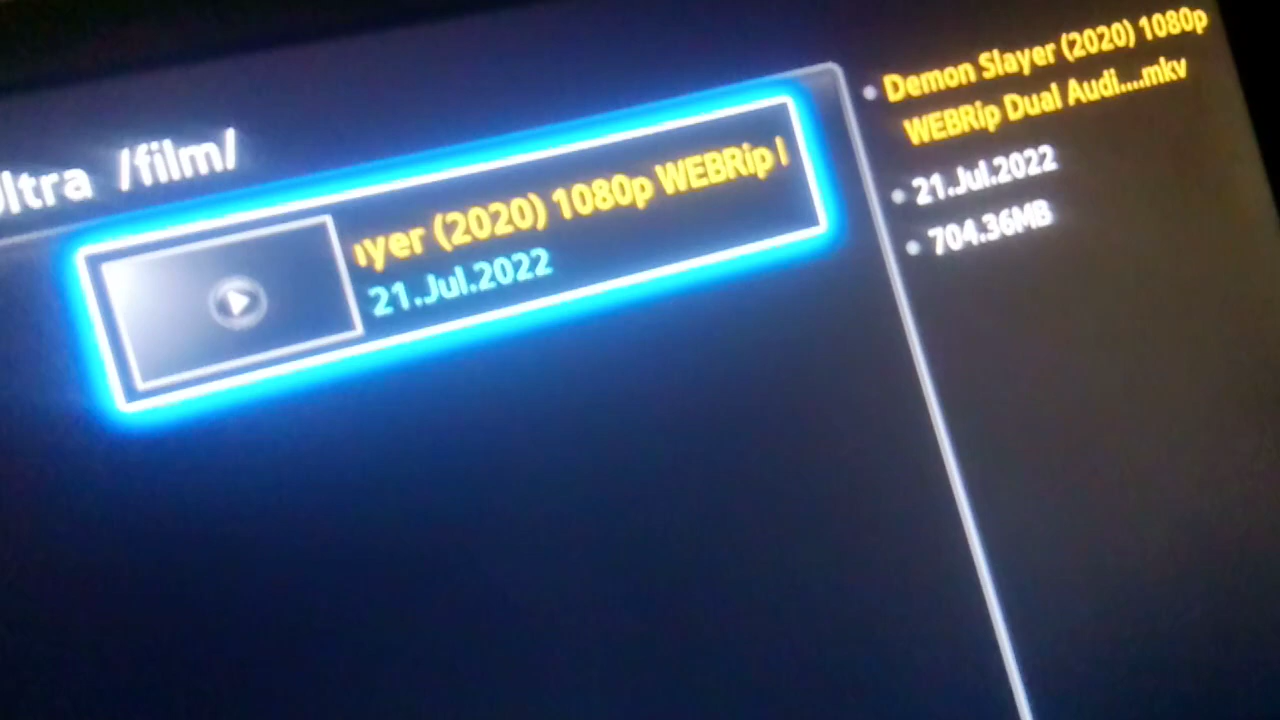 ltra /film/
yer (2020) 1080p WEBRip
21.Jul.2022
Demon Slayer (2020) 1080p
WEBRip Dual Audi....mkv
21.Jul.2022
704.36MB